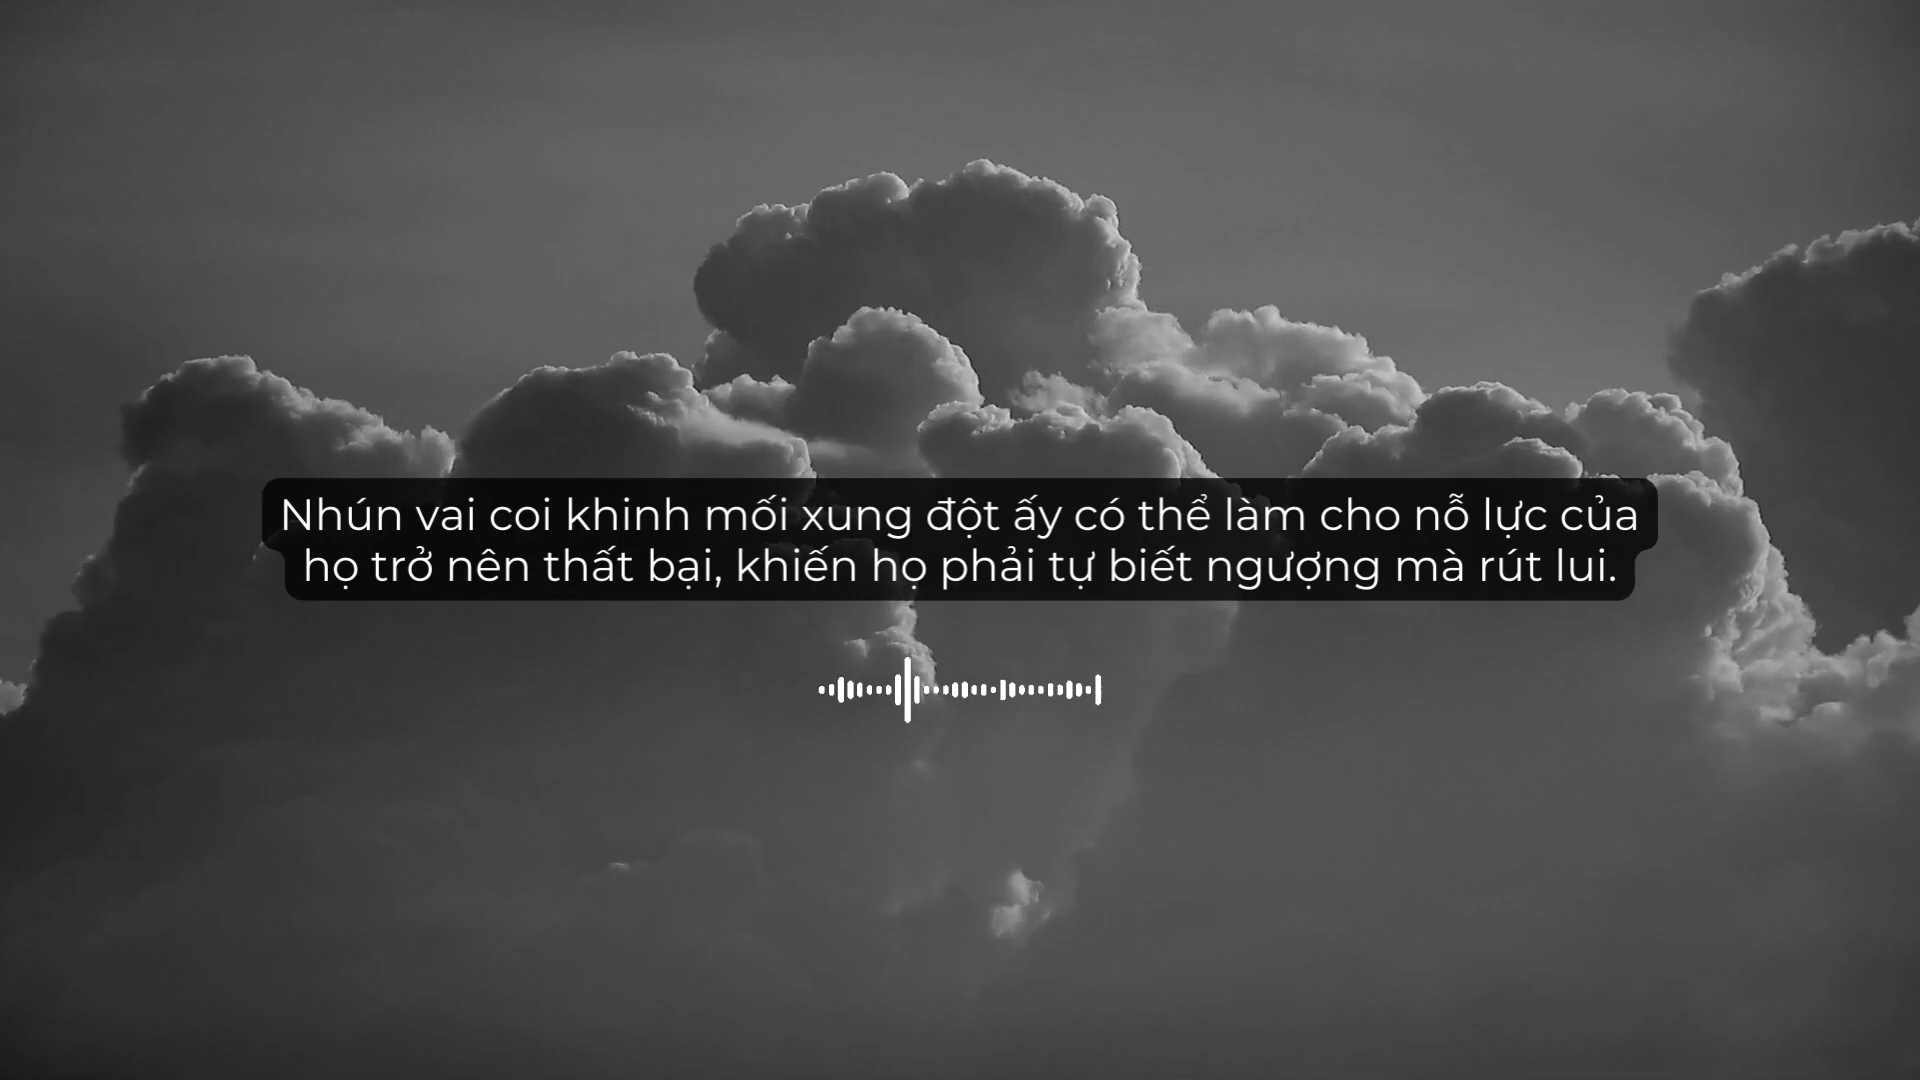 Nhún vai coi khinh mối xung đột ấy có thể làm cho nỗ lực của
họ trở nên thất bại, khiến họ phải tự biết ngượng mà rút lui.